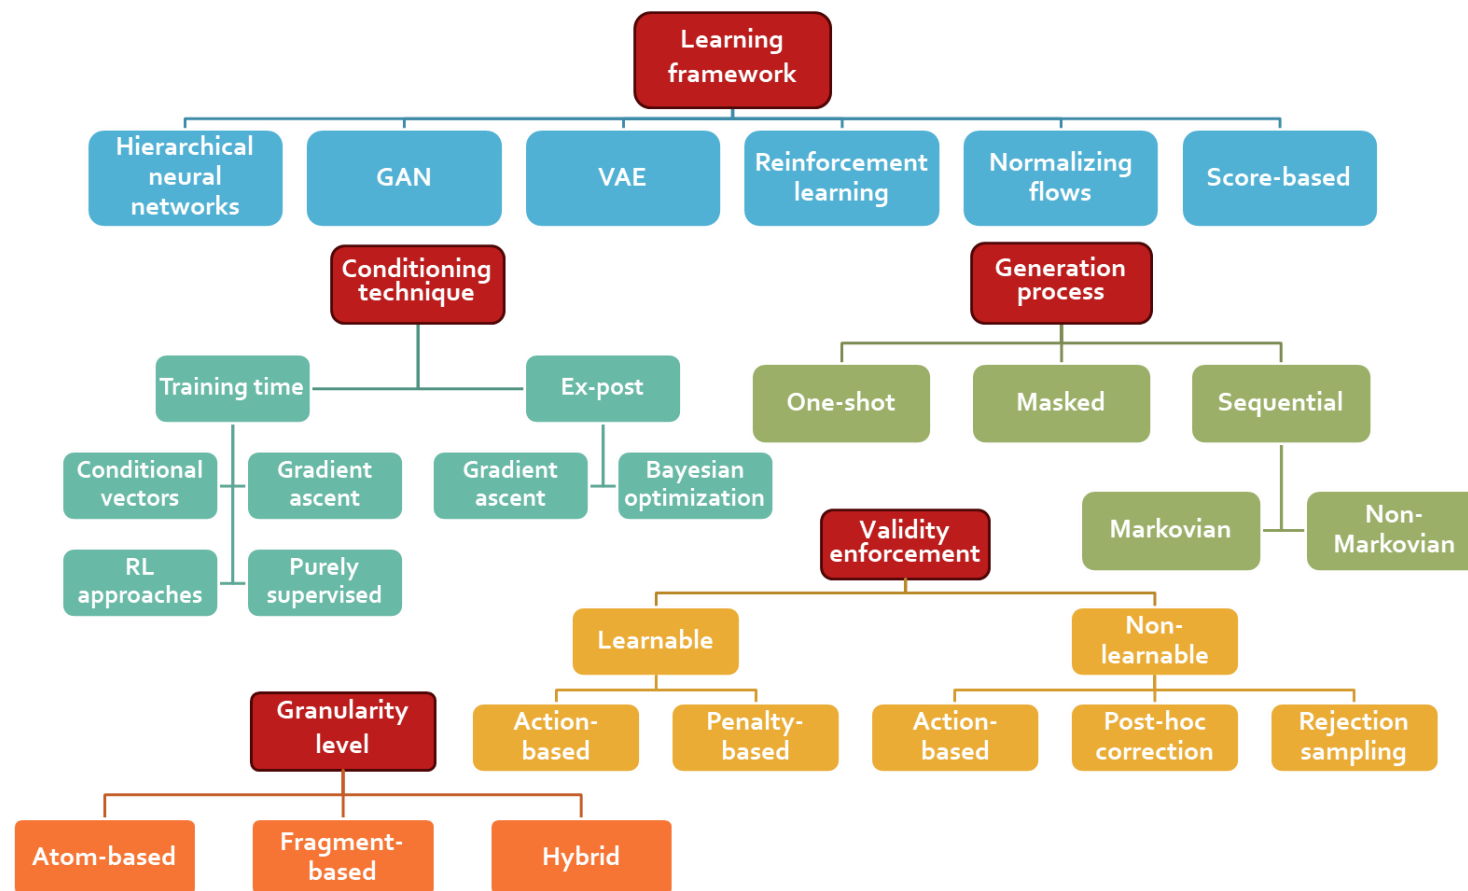 Learning
framework
Hierarchical
neural
networks
GAN
VAE
Reinforcement
learning
Normalizing
flows
Score-based
Conditioning
technique
Training time
Ex-post
Conditional
vectors
Gradient
ascent
Gradient
ascent
Bayesian
optimization
RL
approaches
Purely
supervised
Generation
process
One-shot
Masked
Sequential
Markovian
Non-
Markovian
Validity
enforcement
Learnable
Non-
learnable
Action-
based
Penalty-
based
Action-
based
Post-hoc
correction
Rejection
sampling
Granularity
level
Atom-based
Fragment-
based
Hybrid